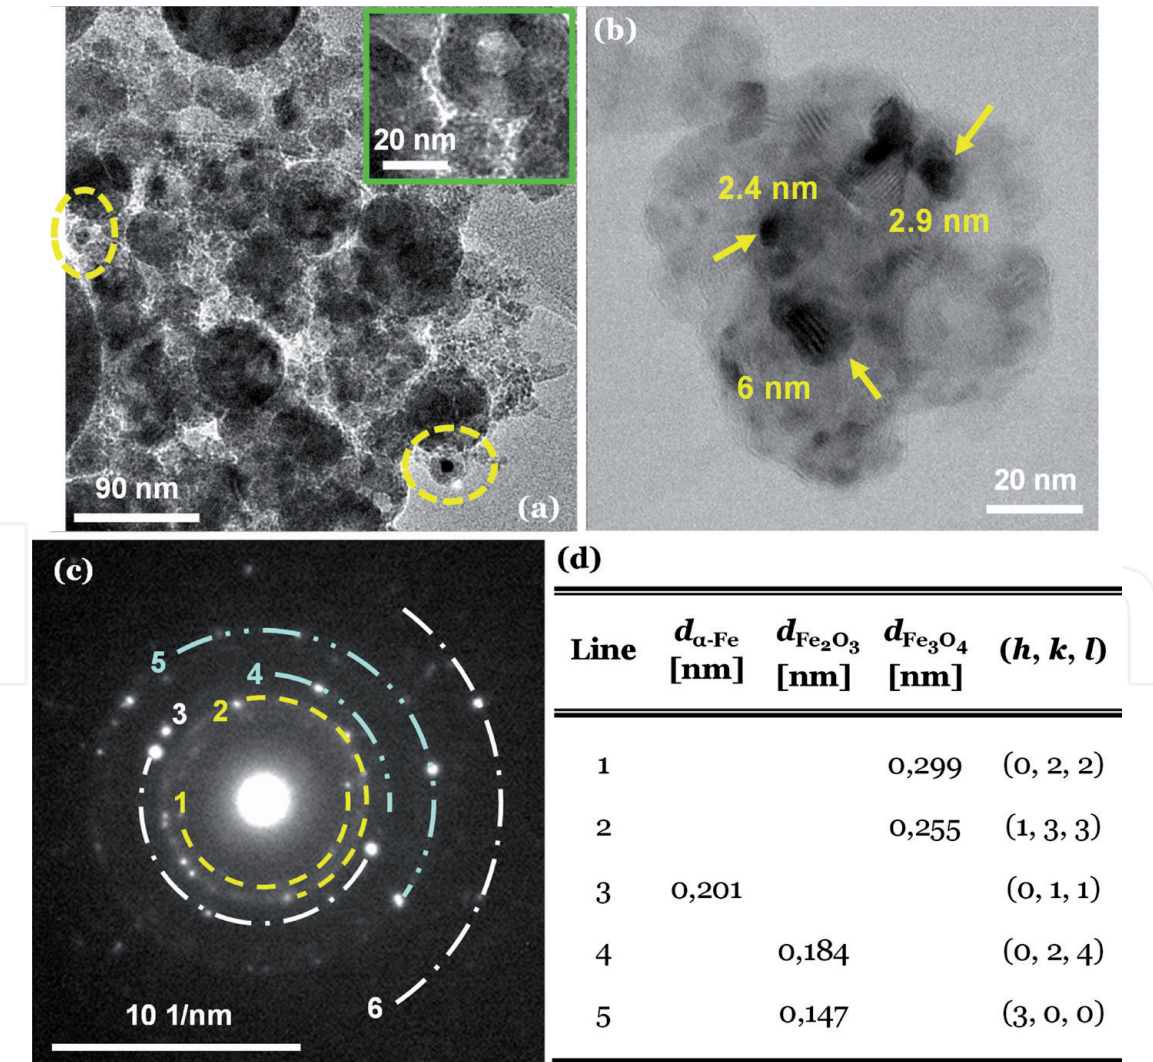 20 nm
90 nm
(a)
(b)
2.4 nm
2.9 nm
6 nm
20 nm
(c)
5
4
3
2
1
6
10 1/nm
(d)
Line d α-Fe [nm] d Fe₂O₃ [nm] d Fe₃O₄ [nm] (h, k, l)
1 0,299 (0, 2, 2)
2 0,255 (1, 3, 3)
3 0,201 (0, 1, 1)
4 0,184 (0, 2, 4)
5 0,147 (3, 0, 0)